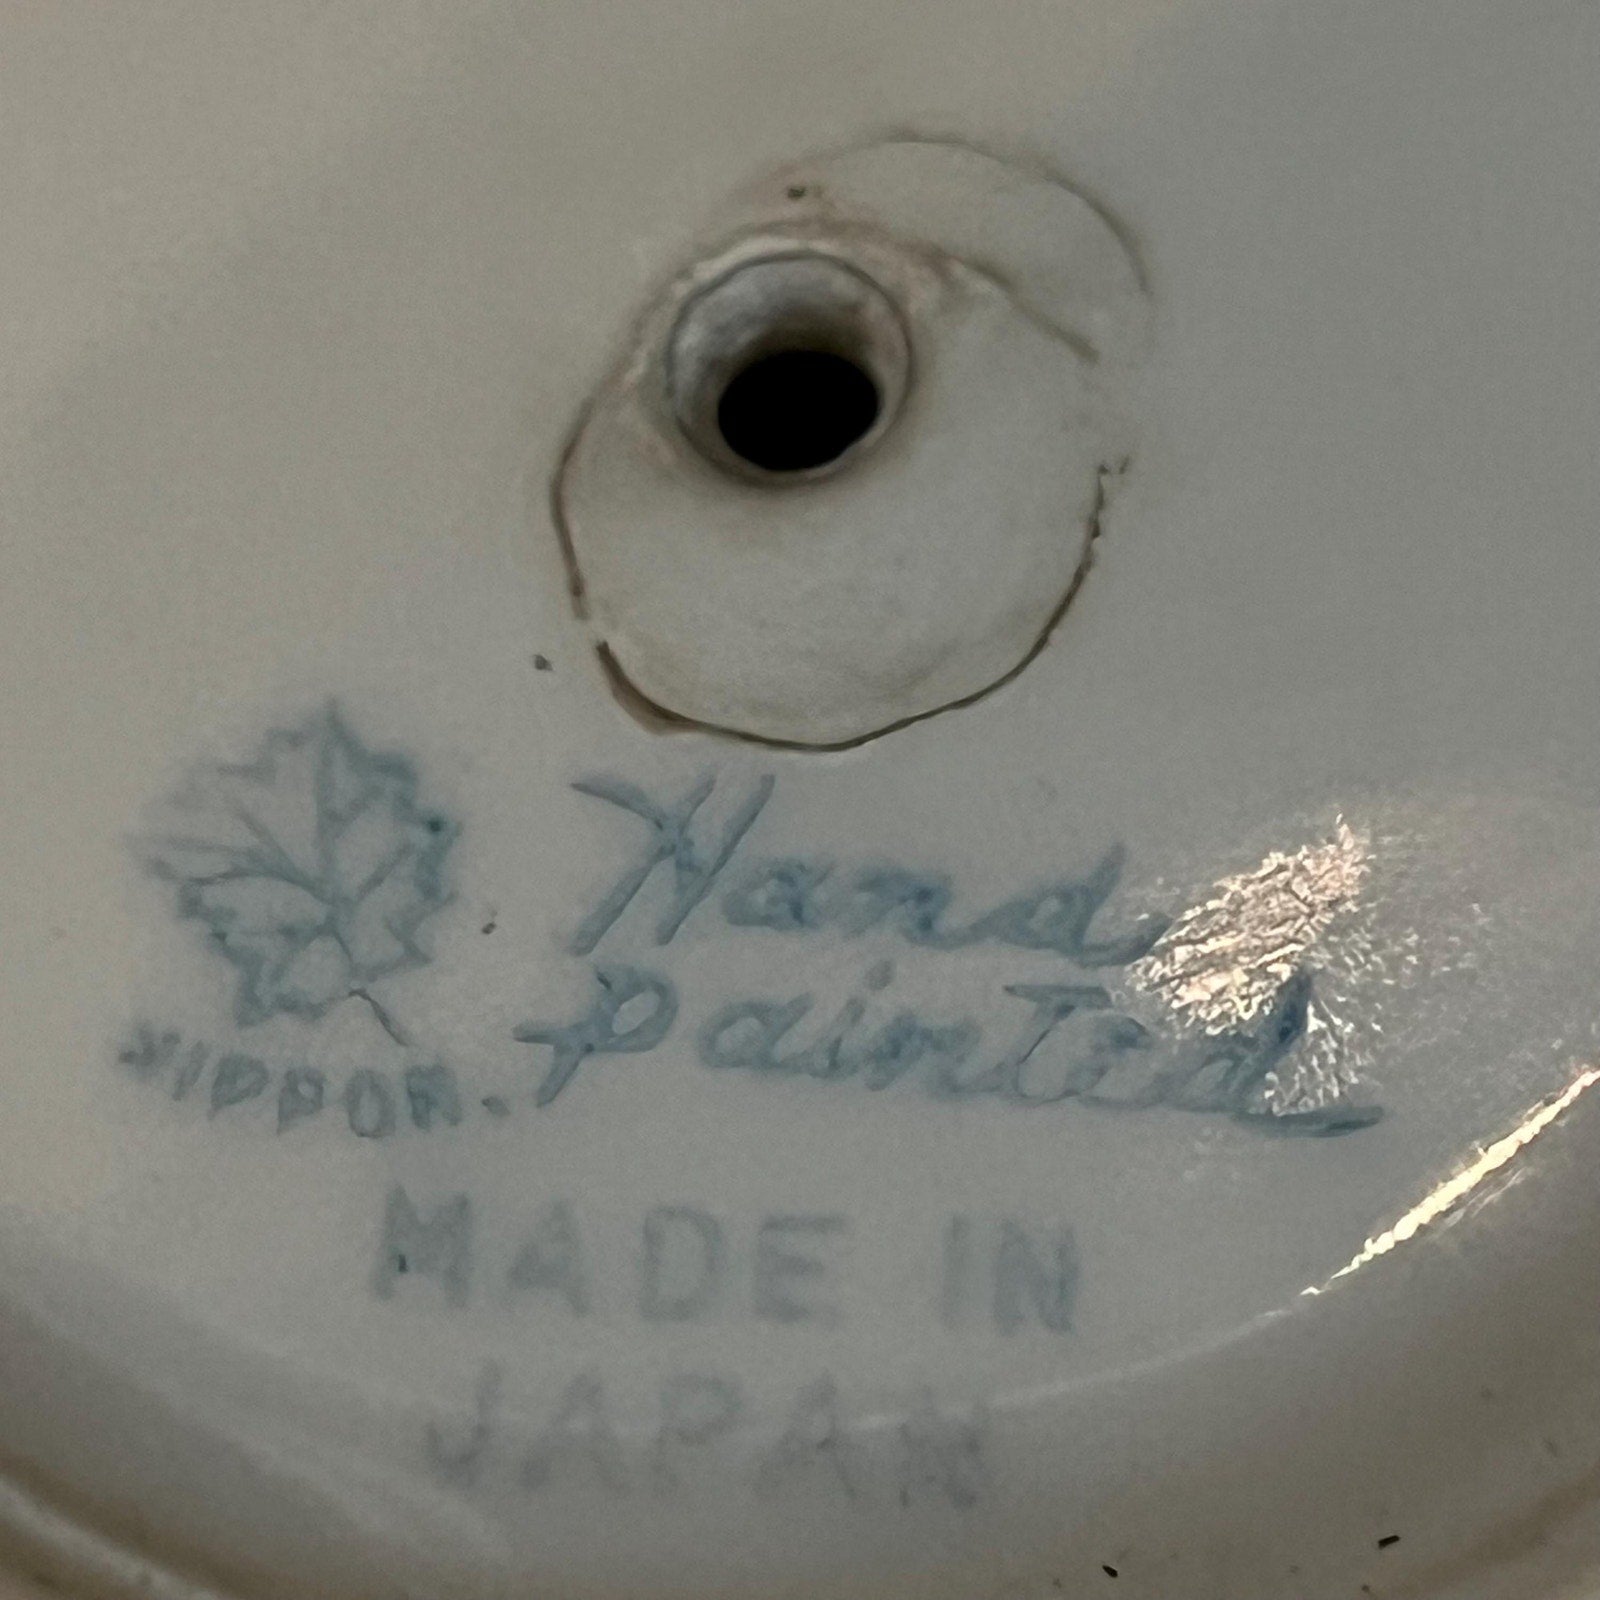 Hand
Painted
NIPPON.
MADE IN
JAPAN